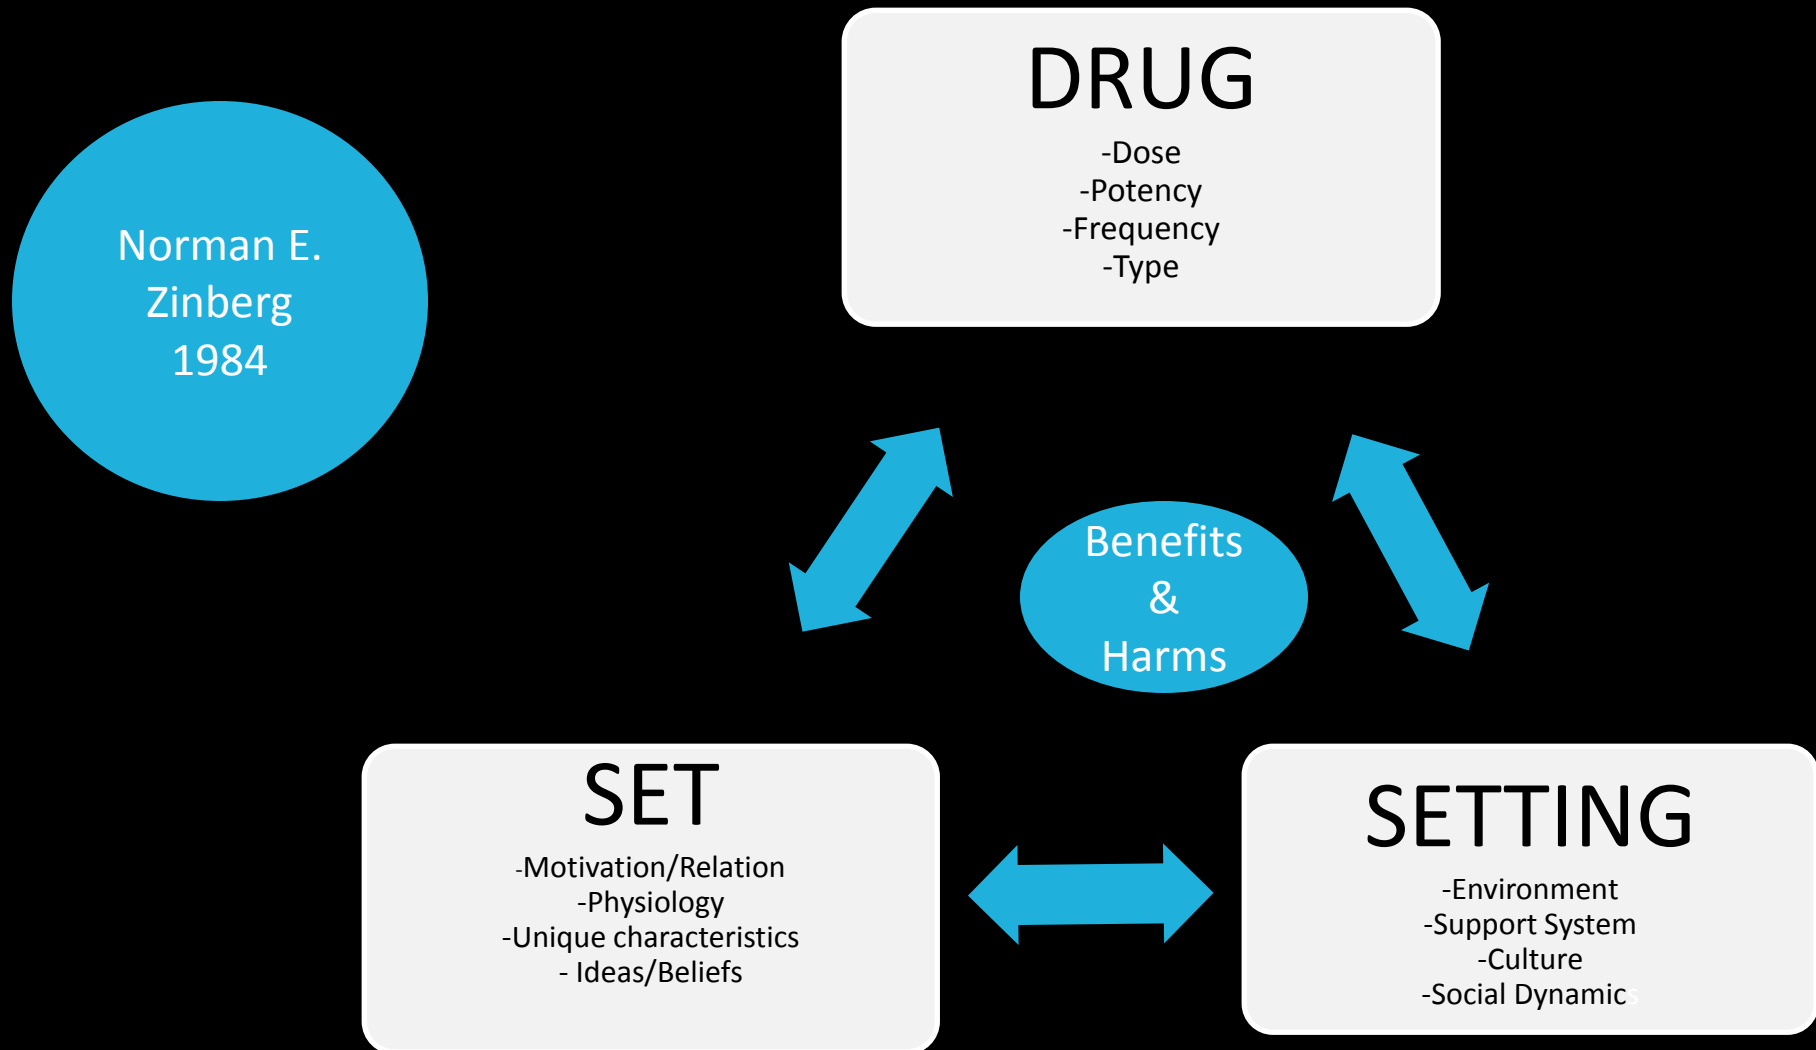 Norman E.
Zinberg
1984
DRUG
-Dose
-Potency
-Frequency
-Type
Benefits
&
Harms
SET
-Motivation/Relation
-Physiology
-Unique characteristics
- Ideas/Beliefs
SETTING
-Environment
-Support System
-Culture
-Social Dynamics